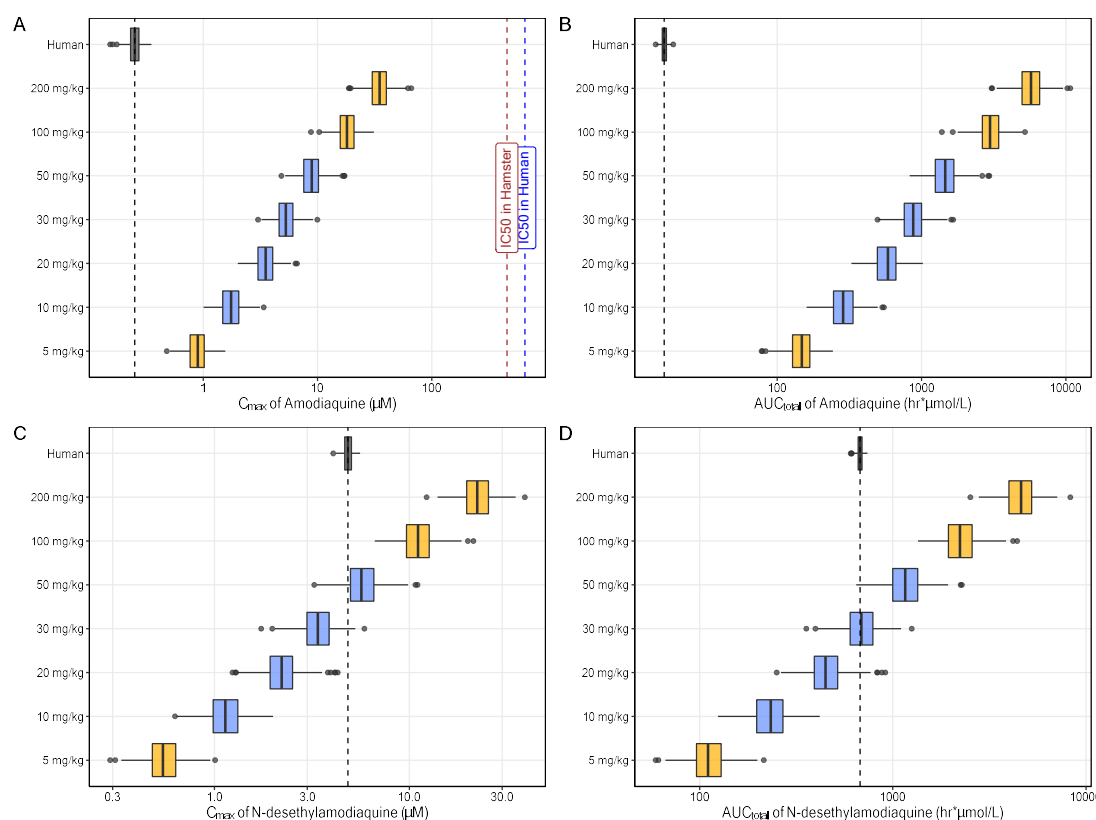 A
Human
200 mg/kg
100 mg/kg
50 mg/kg
30 mg/kg
20 mg/kg
10 mg/kg
5 mg/kg
IC50 in Hamster
IC50 in Human
1
10
100
Cmax of Amodiaquine (μM)
B
Human
200 mg/kg
100 mg/kg
50 mg/kg
30 mg/kg
20 mg/kg
10 mg/kg
5 mg/kg
100
1000
10000
AUCtotal of Amodiaquine (hr*μmol/L)
C
Human
200 mg/kg
100 mg/kg
50 mg/kg
30 mg/kg
20 mg/kg
10 mg/kg
5 mg/kg
0.3
1.0
3.0
10.0
30.0
Cmax of N-desethylamodiaquine (μM)
D
Human
200 mg/kg
100 mg/kg
50 mg/kg
30 mg/kg
20 mg/kg
10 mg/kg
5 mg/kg
100
1000
1000
AUCtotal of N-desethylamodiaquine (hr*μmol/L)